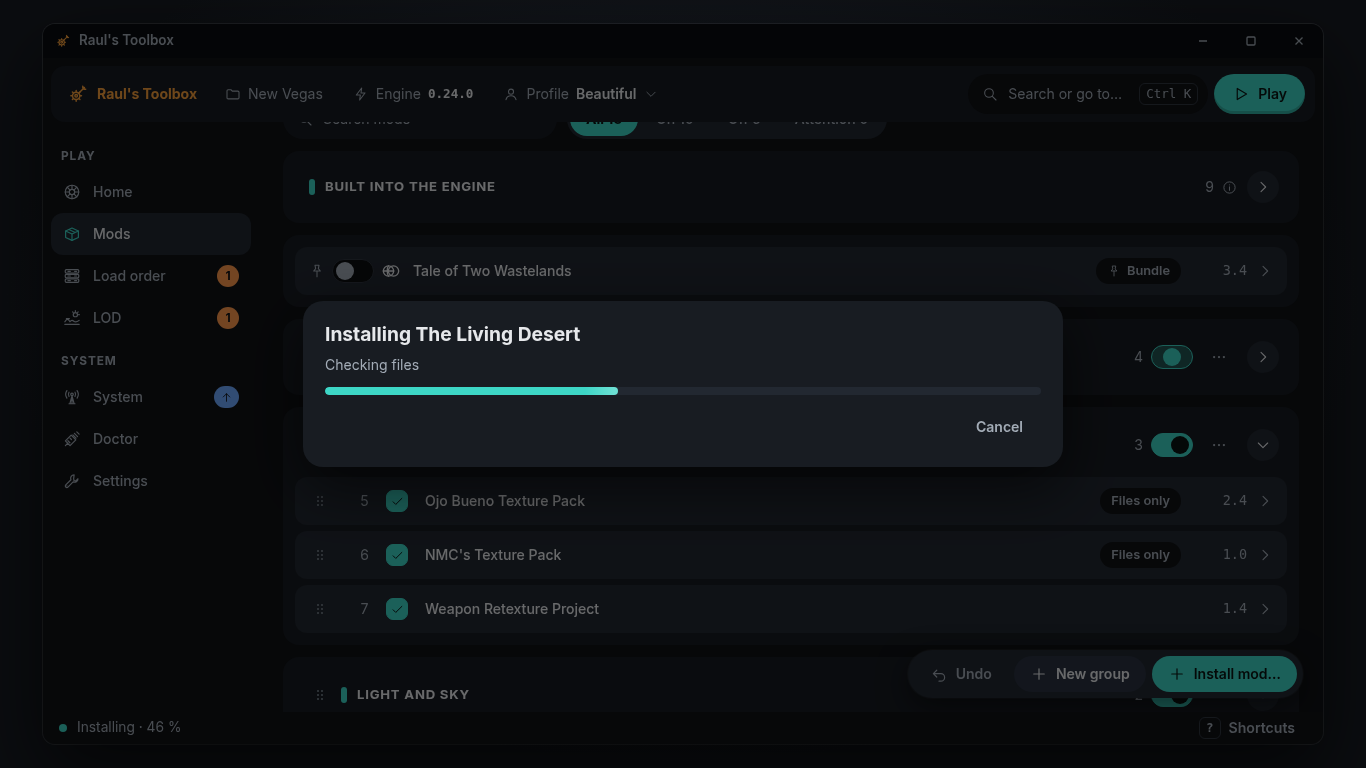 Raul's Toolbox
Raul's Toolbox
New Vegas
Engine 0.24.0
Profile Beautiful
Search or go to...
Ctrl K
Play
PLAY
Home
Mods
Load order
1
LOD
1
SYSTEM
System
Doctor
Settings
BUILT INTO THE ENGINE
9
Tale of Two Wastelands
Bundle
3.4
4
Installing The Living Desert
Checking files
Cancel
3
5
Ojo Bueno Texture Pack
Files only
2.4
6
NMC's Texture Pack
Files only
1.0
7
Weapon Retexture Project
1.4
LIGHT AND SKY
Undo
New group
Install mod...
Installing · 46 %
?
Shortcuts